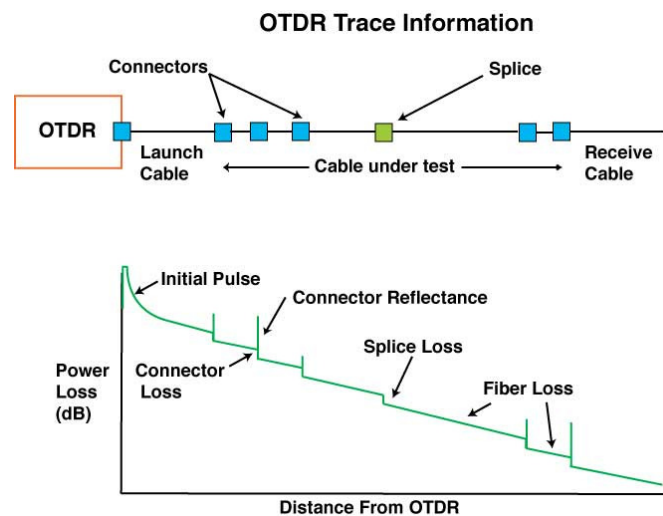 OTDR Trace Information
Connectors
Splice
OTDR
Launch
Cable
Cable under test
Receive
Cable
Initial Pulse
Connector Reflectance
Connector
Loss
Splice Loss
Fiber Loss
Power
Loss
(dB)
Distance From OTDR